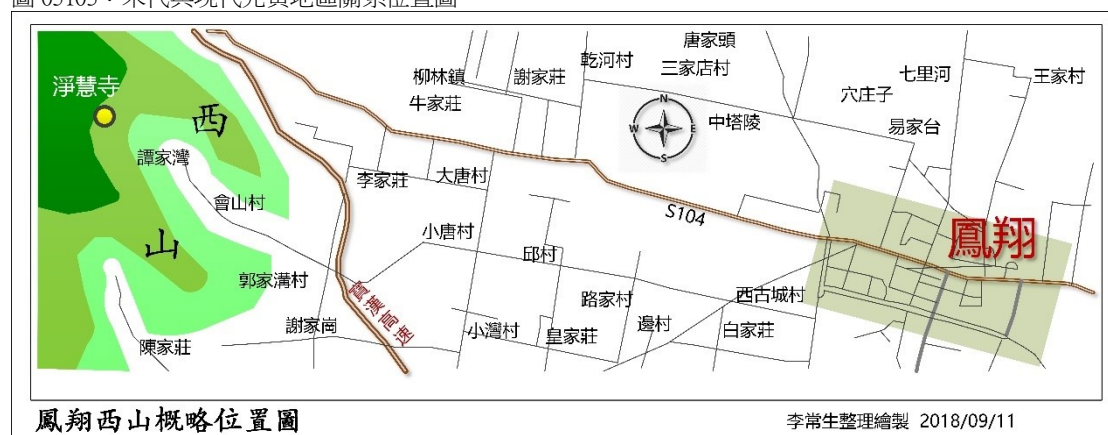 唐家頭
乾河村
三家店村
七里河
柳林鎮
謝家莊
王家村
淨慧寺
牛家莊
穴庄子
西
N
W
E
S
中塔陵
易家台
譚家灣
李家莊
大唐村
會山村
S104
小唐村
鳳翔
山
邱村
郭家溝村
寶漢高速
路家村
西古城村
謝家崗
小灣村
皇家莊
邊村
白家莊
陳家莊
鳳翔西山概略位置圖
李常生整理繪製 2018/09/11